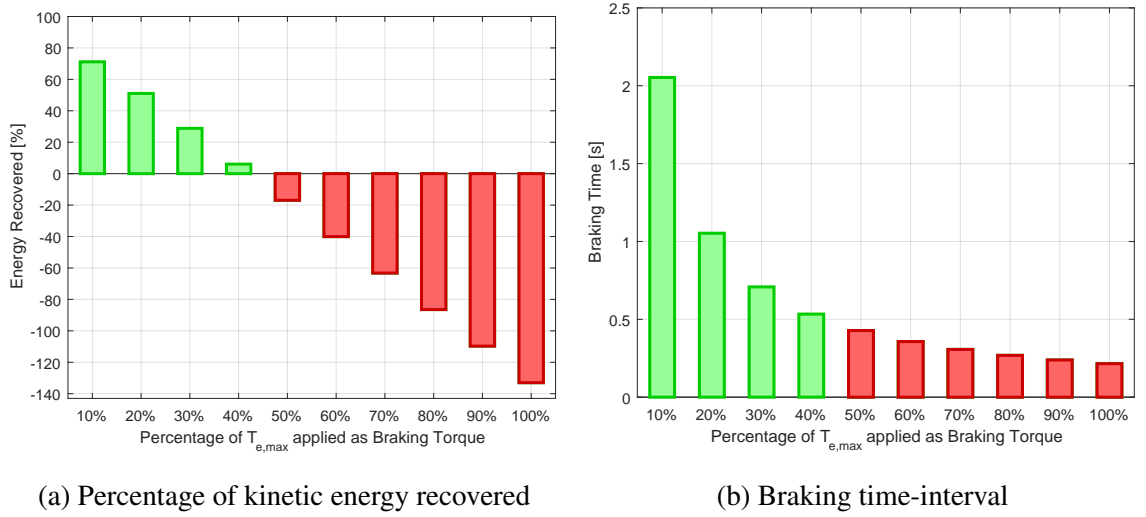 100
80
60
40
20
0
-20
-40
-60
-80
-100
-120
-140
Energy Recovered [%]
10% 20% 30% 40% 50% 60% 70% 80% 90% 100%
Percentage of T_e,max applied as Braking Torque
(a) Percentage of kinetic energy recovered
2.5
2
1.5
1
0.5
0
Braking Time [s]
10% 20% 30% 40% 50% 60% 70% 80% 90% 100%
Percentage of T_e,max applied as Braking Torque
(b) Braking time-interval